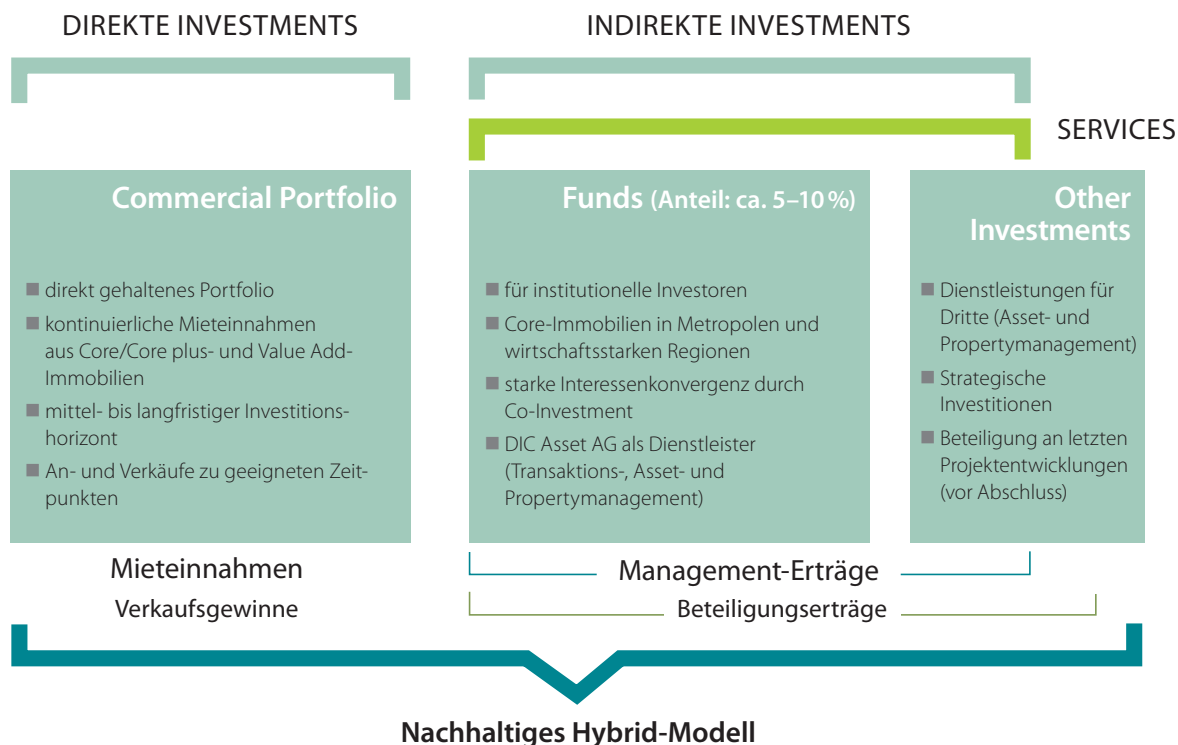 DIREKTE INVESTMENTS
INDIREKTE INVESTMENTS
SERVICES
Commercial Portfolio
■ direkt gehaltenes Portfolio
■ kontinuierliche Mieteinnahmen
aus Core/Core plus- und Value Add-
Immobilien
■ mittel- bis langfristiger Investitions-
horizont
■ An- und Verkäufe zu geeigneten Zeit-
punkten
Funds (Anteil: ca. 5–10 %)
■ für institutionelle Investoren
■ Core-Immobilien in Metropolen und
wirtschaftsstarken Regionen
■ starke Interessenkonvergenz durch
Co-Investment
■ DIC Asset AG als Dienstleister
(Transaktions-, Asset- und
Propertymanagement)
Other
Investments
■ Dienstleistungen für
Dritte (Asset- und
Propertymanagement)
■ Strategische
Investitionen
■ Beteiligung an letzten
Projektentwicklungen
(vor Abschluss)
Mieteinnahmen
Verkaufsgewinne
Management-Erträge
Beteiligungserträge
Nachhaltiges Hybrid-Modell